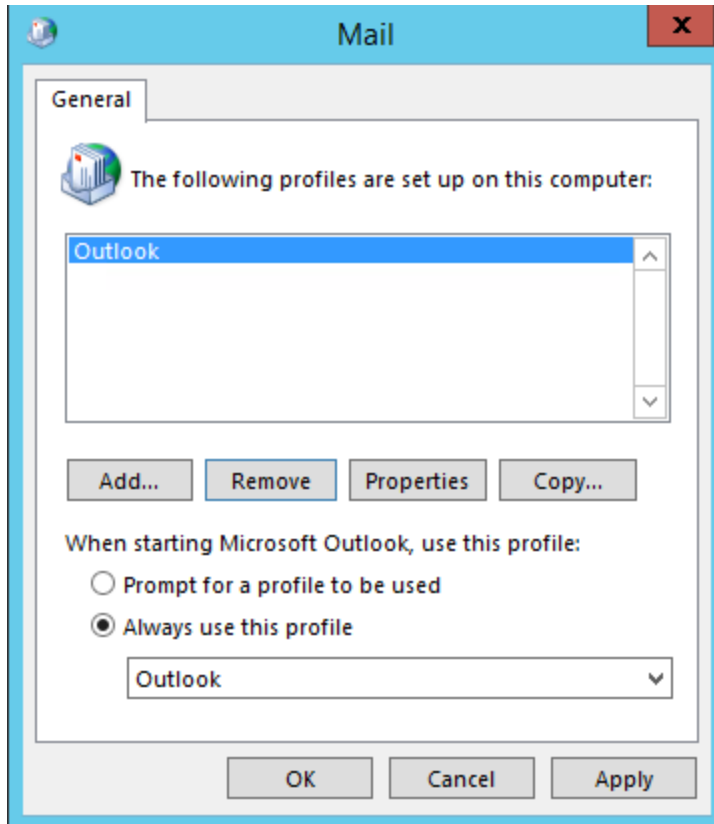 Mail
X
General
The following profiles are set up on this computer:
Outlook
Add... Remove Properties Copy...
When starting Microsoft Outlook, use this profile:
Prompt for a profile to be used
Always use this profile
Outlook
OK Cancel Apply